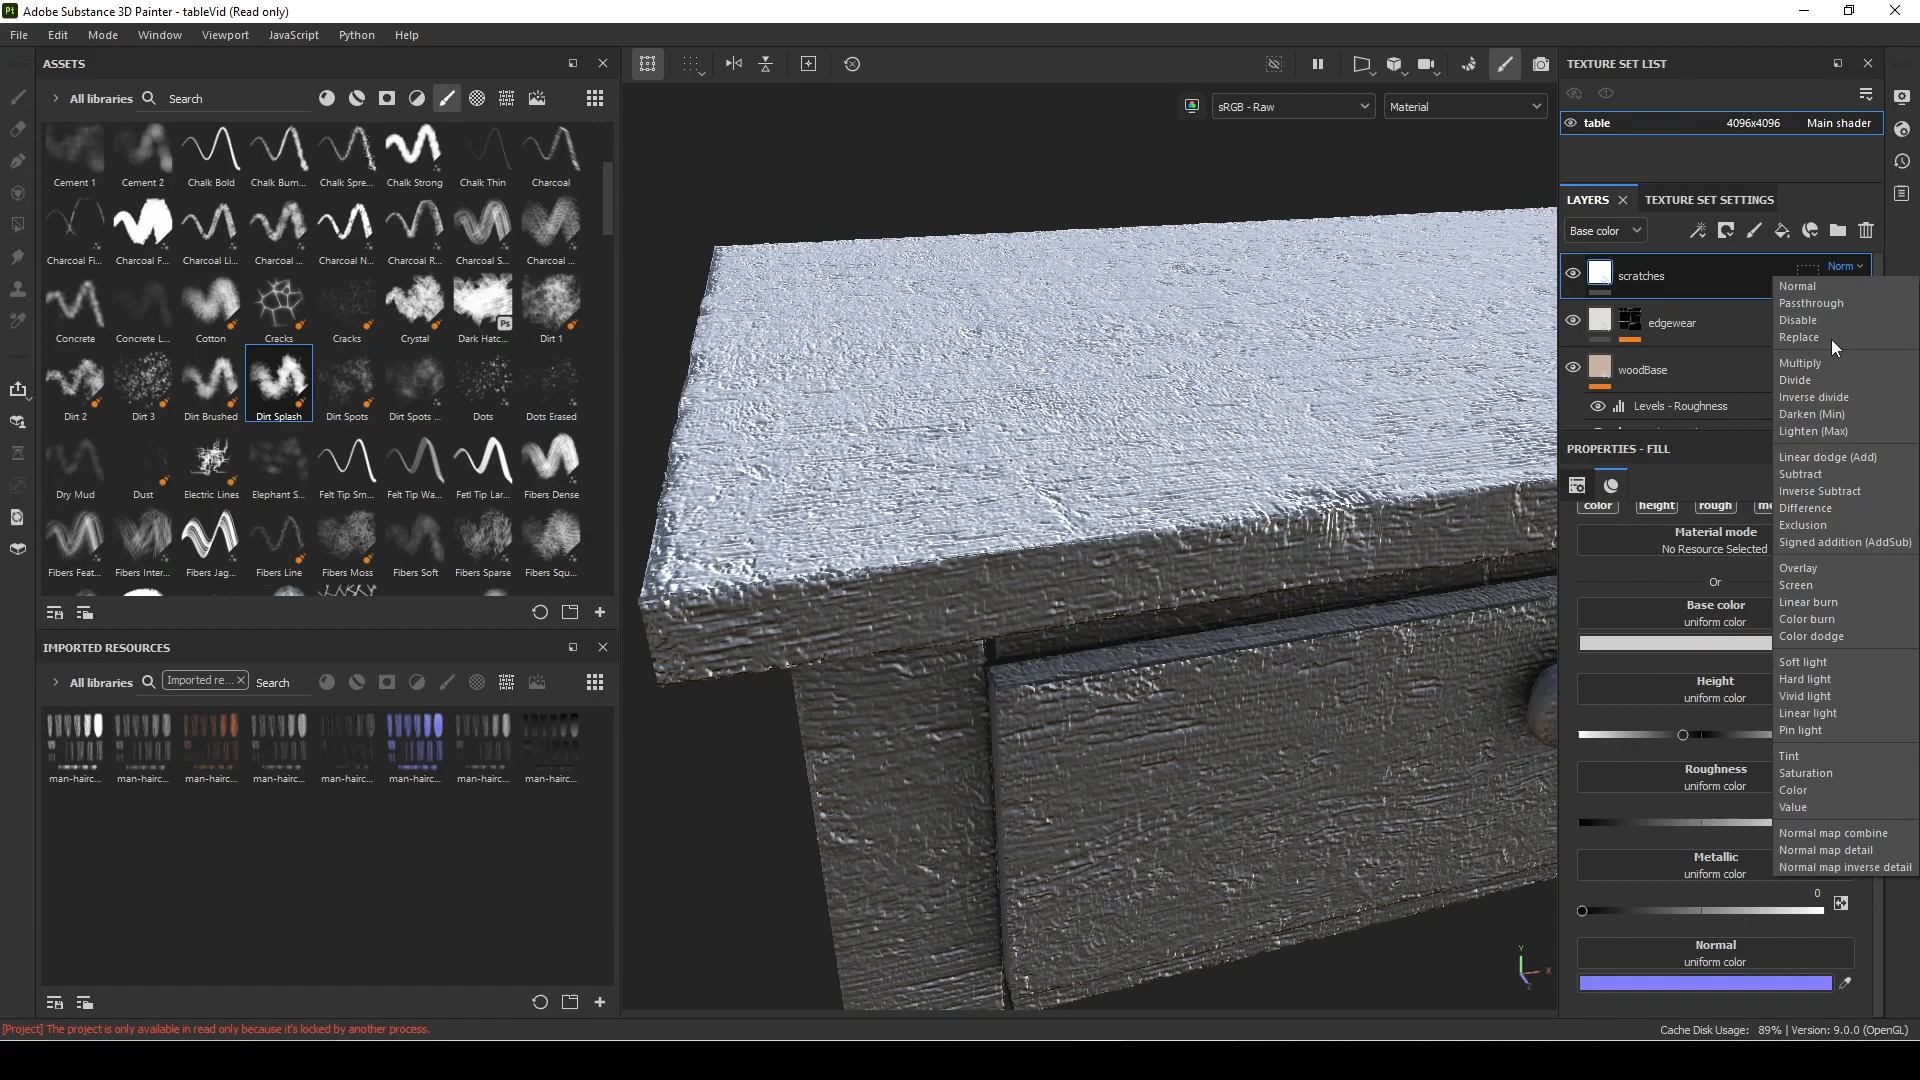 Pt Adobe Substance 3D Painter - tableVid (Read only)
File Edit Mode Window Viewport JavaScript Python Help
ASSETS
All libraries Search
Cement 1 Cement 2 Chalk Bold Chalk Bum... Chalk Spre... Chalk Strong Chalk Thin Charcoal
Charcoal Fi... Charcoal F... Charcoal Li... Charcoal ... Charcoal N... Charcoal R... Charcoal S... Charcoal ...
Ps
Concrete Concrete L... Cotton Cracks Cracks Crystal Dark Hatc... Dirt 1
Dirt 2 Dirt 3 Dirt Brushed Dirt Splash Dirt Spots Dirt Spots ... Dots Dots Erased
Dry Mud Dust Electric Lines Elephant S... Felt Tip Sm... Felt Tip Wa... Fetl Tip Lar... Fibers Dense
Fibers Feat... Fibers Inter... Fibers Jag... Fibers Line Fibers Moss Fibers Soft Fibers Sparse Fibers Squ...
IMPORTED RESOURCES
All libraries Imported re... Search
man-hairc... man-hairc... man-hairc... man-hairc... man-hairc... man-hairc... man-hairc... man-hairc...
sRGB - Raw Material
Y
X
TEXTURE SET LIST
table 4096x4096 Main shader
LAYERS TEXTURE SET SETTINGS
Base color
scratches Norm
edgewear
woodBase
Levels - Roughness
PROPERTIES - FILL
color height rough me
Material mode
No Resource Selected
Or
Base color
uniform color
Height
uniform color
Roughness
uniform color
Metallic
uniform color
0
Normal
uniform color
Normal
Passthrough
Disable
Replace
Multiply
Divide
Inverse divide
Darken (Min)
Lighten (Max)
Linear dodge (Add)
Subtract
Inverse Subtract
Difference
Exclusion
Signed addition (AddSub)
Overlay
Screen
Linear burn
Color burn
Color dodge
Soft light
Hard light
Vivid light
Linear light
Pin light
Tint
Saturation
Color
Value
Normal map combine
Normal map detail
Normal map inverse detail
[Project] The project is only available in read only because it's locked by another process.
Cache Disk Usage: 89% | Version: 9.0.0 (OpenGL)